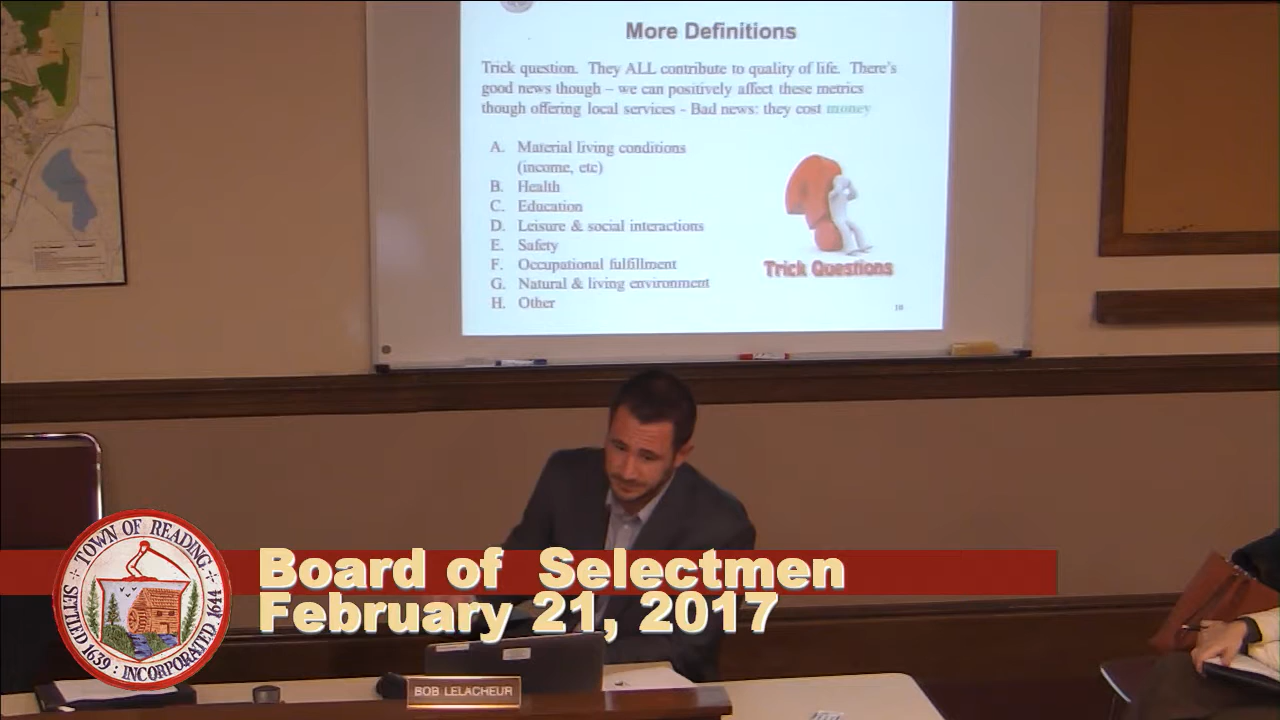 More Definitions
Trick question. They ALL contribute to quality of life. There's
good news though – we can positively affect these metrics
though offering local services - Bad news: they cost money
A. Material living conditions
(income, etc)
B. Health
C. Education
D. Leisure & social interactions
E. Safety
F. Occupational fulfillment
G. Natural & living environment
H. Other
Trick Questions
10
TOWN OF READING
SETTLED 1639 : INCORPORATED 1644
Board of Selectmen
February 21, 2017
BOB LELACHEUR